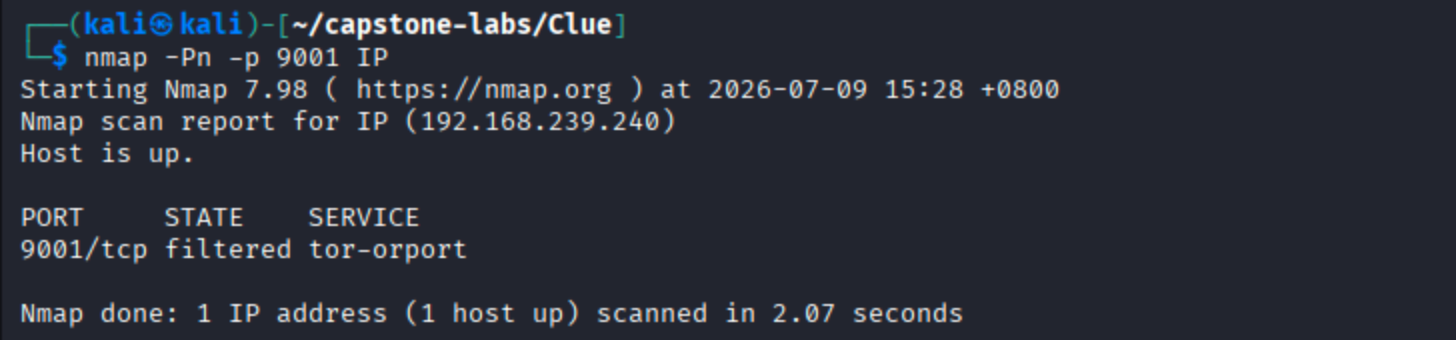 ┌──(kali㉿kali)-[~/capstone-labs/Clue]
└─$ nmap -Pn -p 9001 IP
Starting Nmap 7.98 ( https://nmap.org ) at 2026-07-09 15:28 +0800
Nmap scan report for IP (192.168.239.240)
Host is up.
PORT     STATE    SERVICE
9001/tcp filtered tor-orport
Nmap done: 1 IP address (1 host up) scanned in 2.07 seconds